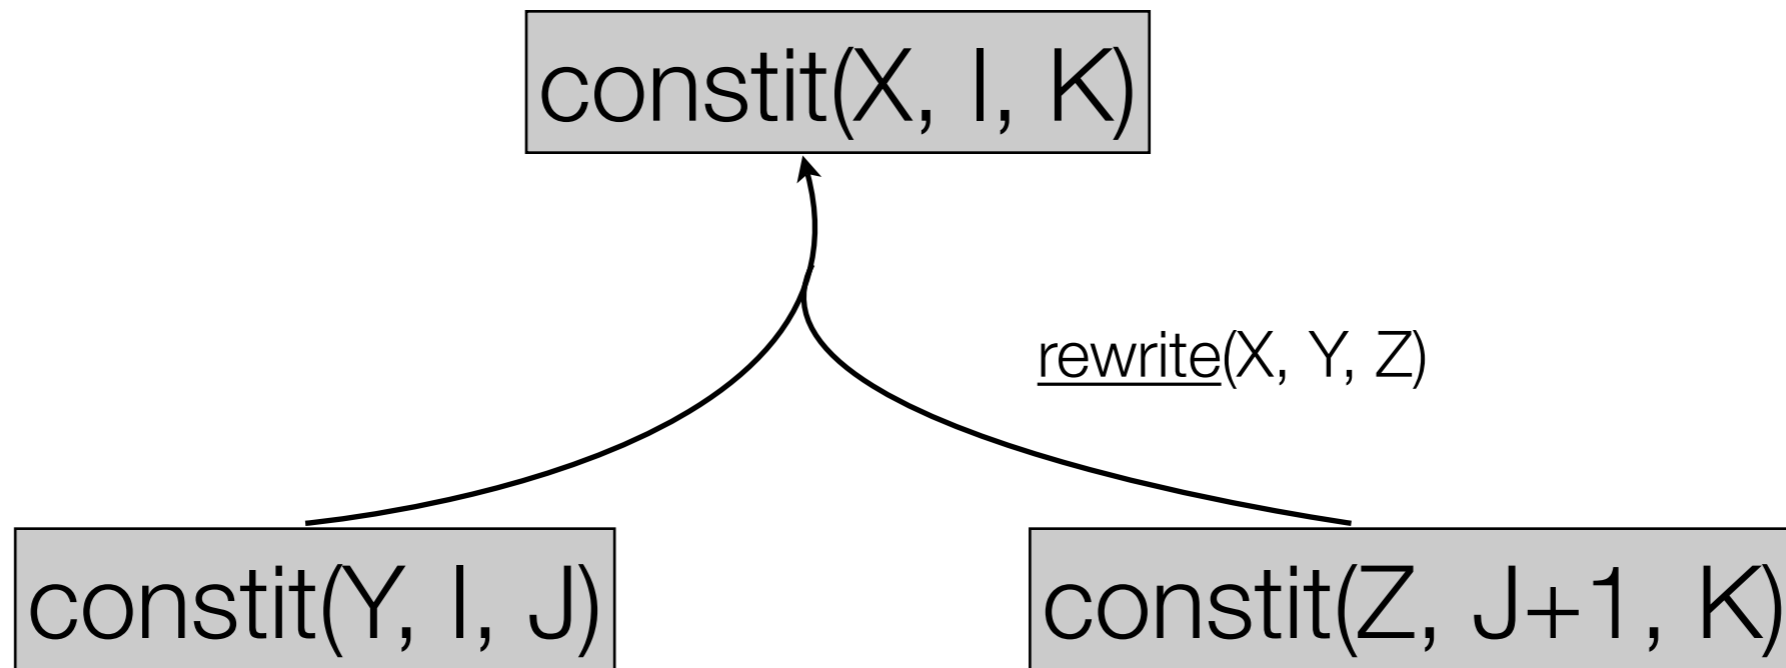 constit(X, I, K)
rewrite(X, Y, Z)
constit(Y, I, J)
constit(Z, J+1, K)